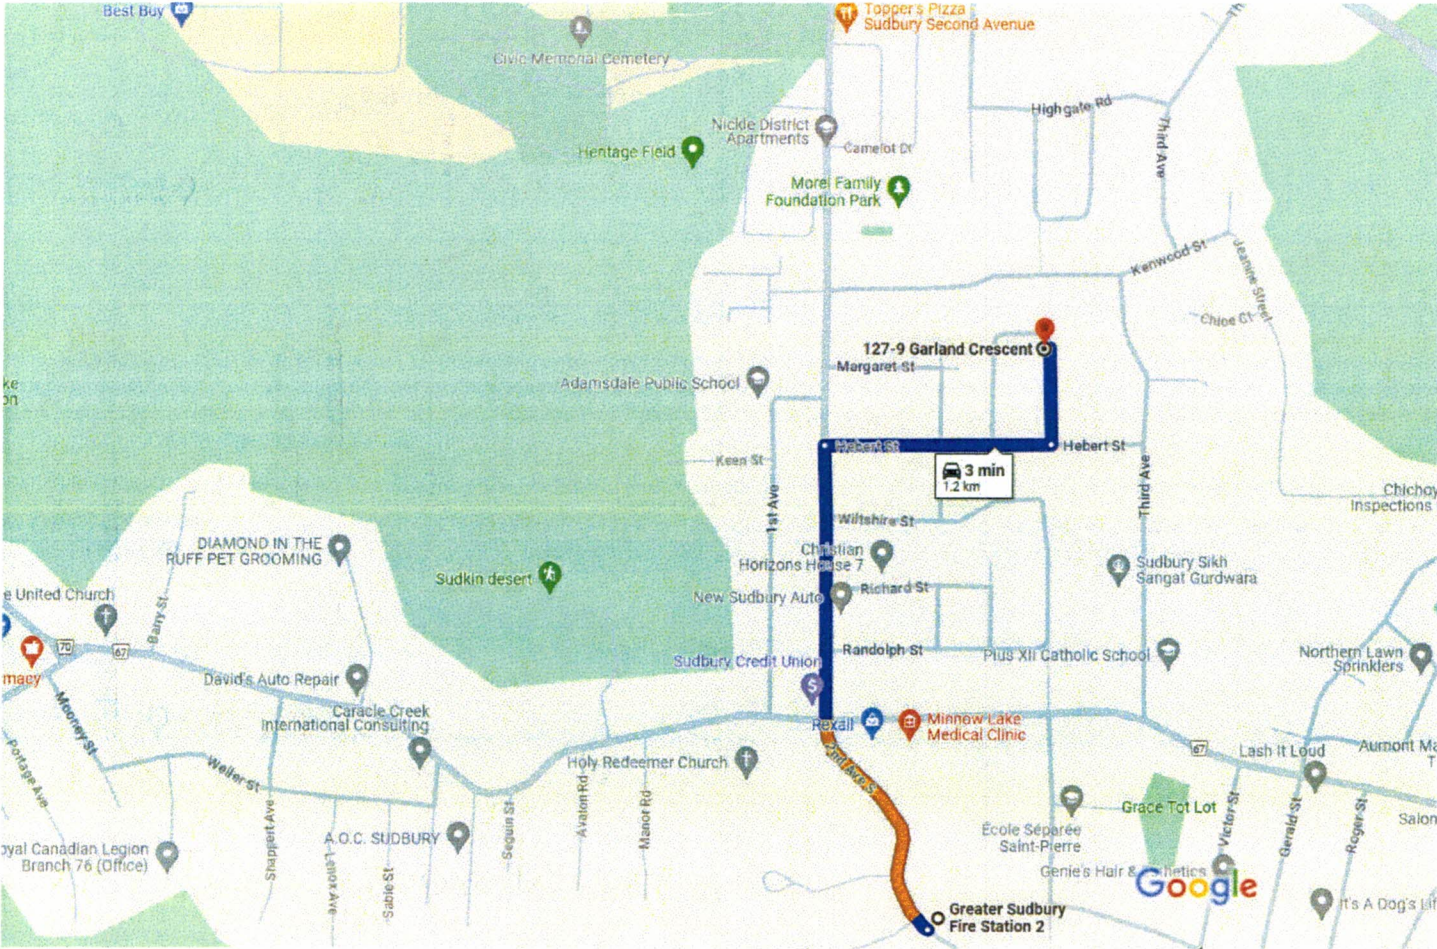 Best Buy
Topper's Pizza
Sudbury Second Avenue
Civic Memorial Cemetery
Highgate Rd
Nickle District
Apartments
Third Ave
Heritage Field
Camelot Dr
Morel Family
Foundation Park
Kenwood St
Jeanine Street
Chloe Ct
127-9 Garland Crescent
Margaret St
Adamsdale Public School
Hebert St
Hebert St
Keen St
3 min
1.2 km
1st Ave
Third Ave
Chichoy
Inspections
Wiltshire St
DIAMOND IN THE
RUFF PET GROOMING
Christian
Horizons House 7
Sudbury Sikh
Sangat Gurdwara
Sudkin desert
Richard St
New Sudbury Auto
e United Church
Barry St
70
67
Randolph St
Pius XII Catholic School
Northern Lawn
Sprinklers
Sudbury Credit Union
macy
David's Auto Repair
Caracle Creek
International Consulting
Mooney St
Rexall
Minnow Lake
Medical Clinic
67
Lash It Loud
Aumont Ma
2nd Ave S
Holy Redeemer Church
Weller St
Portage Ave
Grace Tot Lot
Avalon Rd
Manor Rd
Seguin St
Shappert Ave
A.O.C. SUDBURY
École Séparée
Saint-Pierre
Victor St
Gerald St
Roger St
Salon
oyal Canadian Legion
Branch 76 (Office)
Lennox Ave
Sable St
Genie's Hair & Esthetics
Google
Greater Sudbury
Fire Station 2
It's A Dog's Lif